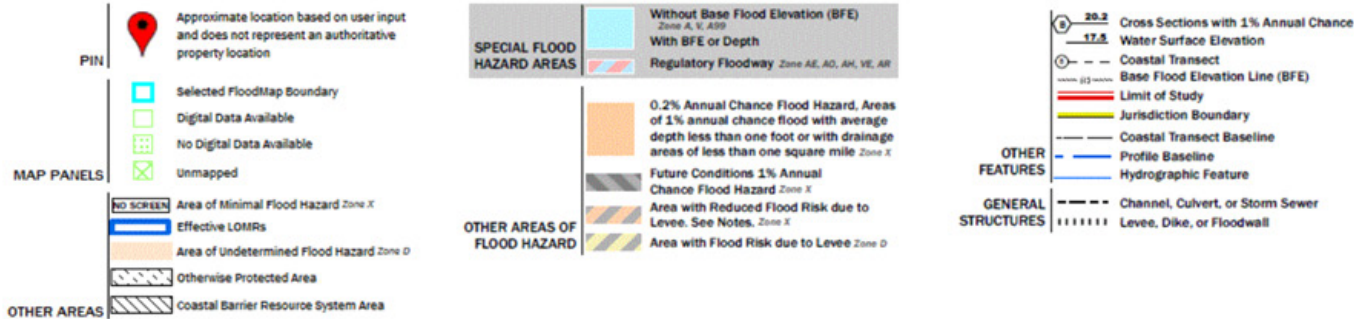 PIN
Approximate location based on user input
and does not represent an authoritative
property location
MAP PANELS
Selected FloodMap Boundary
Digital Data Available
No Digital Data Available
Unmapped
OTHER AREAS
NO SCREEN Area of Minimal Flood Hazard Zone X
Effective LOMRs
Area of Undetermined Flood Hazard Zone D
Otherwise Protected Area
Coastal Barrier Resource System Area
SPECIAL FLOOD
HAZARD AREAS
Without Base Flood Elevation (BFE)
Zone A, V, A99
With BFE or Depth
Regulatory Floodway Zone AE, AO, AH, VE, AR
OTHER AREAS OF
FLOOD HAZARD
0.2% Annual Chance Flood Hazard, Areas
of 1% annual chance flood with average
depth less than one foot or with drainage
areas of less than one square mile Zone X
Future Conditions 1% Annual
Chance Flood Hazard Zone X
Area with Reduced Flood Risk due to
Levee. See Notes. Zone X
Area with Flood Risk due to Levee Zone D
OTHER
FEATURES
B 20.2 Cross Sections with 1% Annual Chance
17.5 Water Surface Elevation
Coastal Transect
Base Flood Elevation Line (BFE)
Limit of Study
Jurisdiction Boundary
Coastal Transect Baseline
Profile Baseline
Hydrographic Feature
GENERAL
STRUCTURES
Channel, Culvert, or Storm Sewer
Levee, Dike, or Floodwall